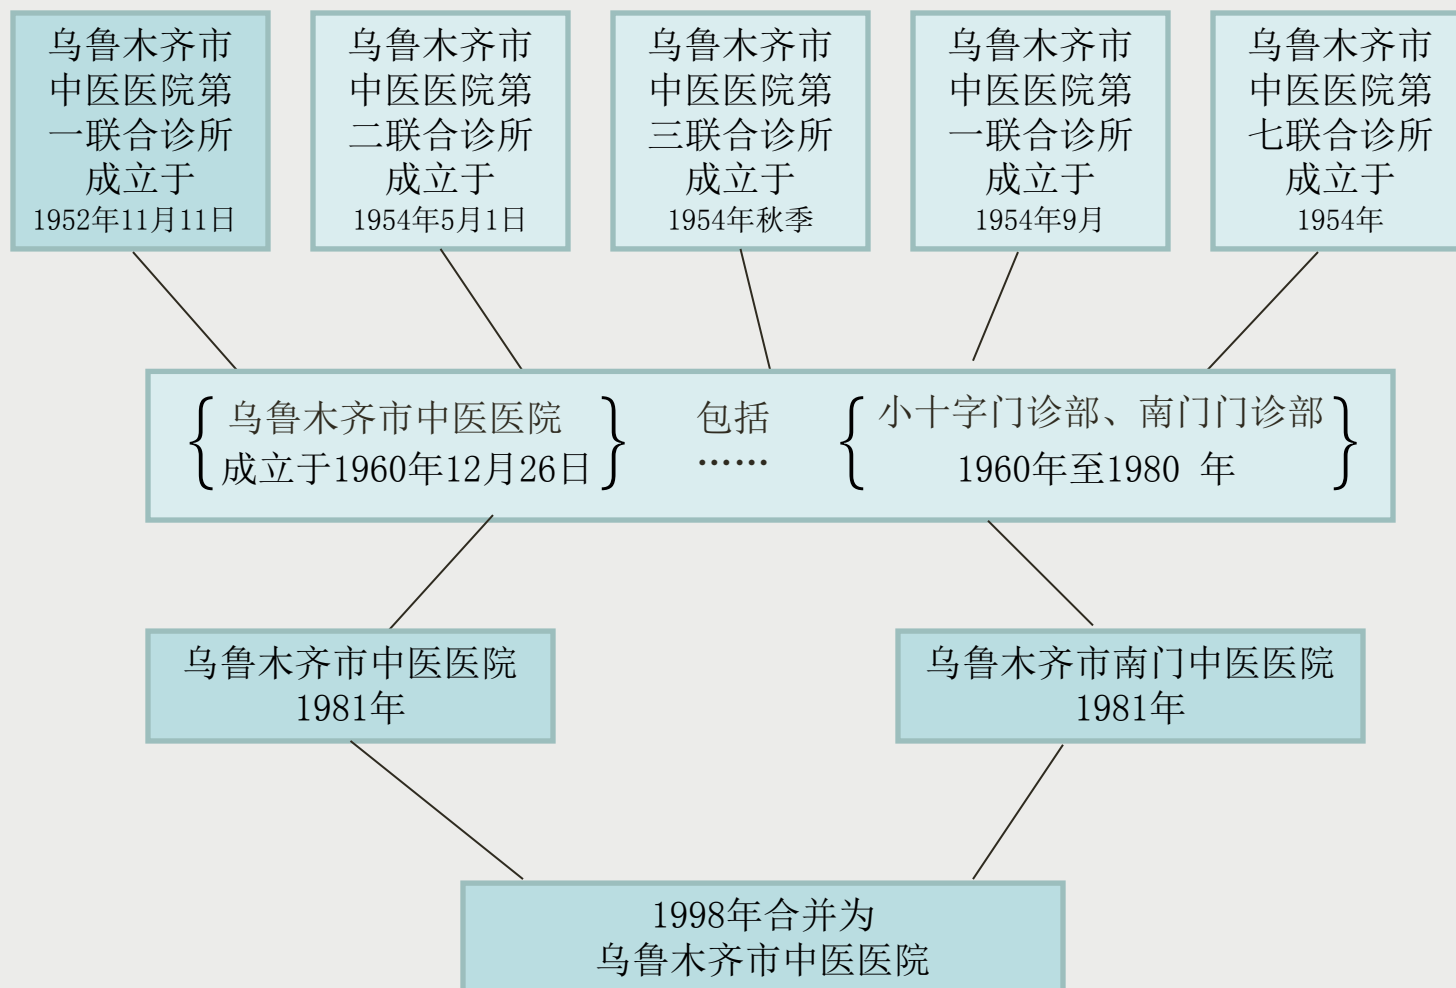 乌鲁木齐市
中医医院第
一联合诊所
成立于
1952年11月11日
乌鲁木齐市
中医医院第
二联合诊所
成立于
1954年5月1日
乌鲁木齐市
中医医院第
三联合诊所
成立于
1954年秋季
乌鲁木齐市
中医医院第
一联合诊所
成立于
1954年9月
乌鲁木齐市
中医医院第
七联合诊所
成立于
1954年
乌鲁木齐市中医医院
成立于1960年12月26日
包括
……
小十字门诊部、南门门诊部
1960年至1980 年
乌鲁木齐市中医医院
1981年
乌鲁木齐市南门中医医院
1981年
1998年合并为
乌鲁木齐市中医医院